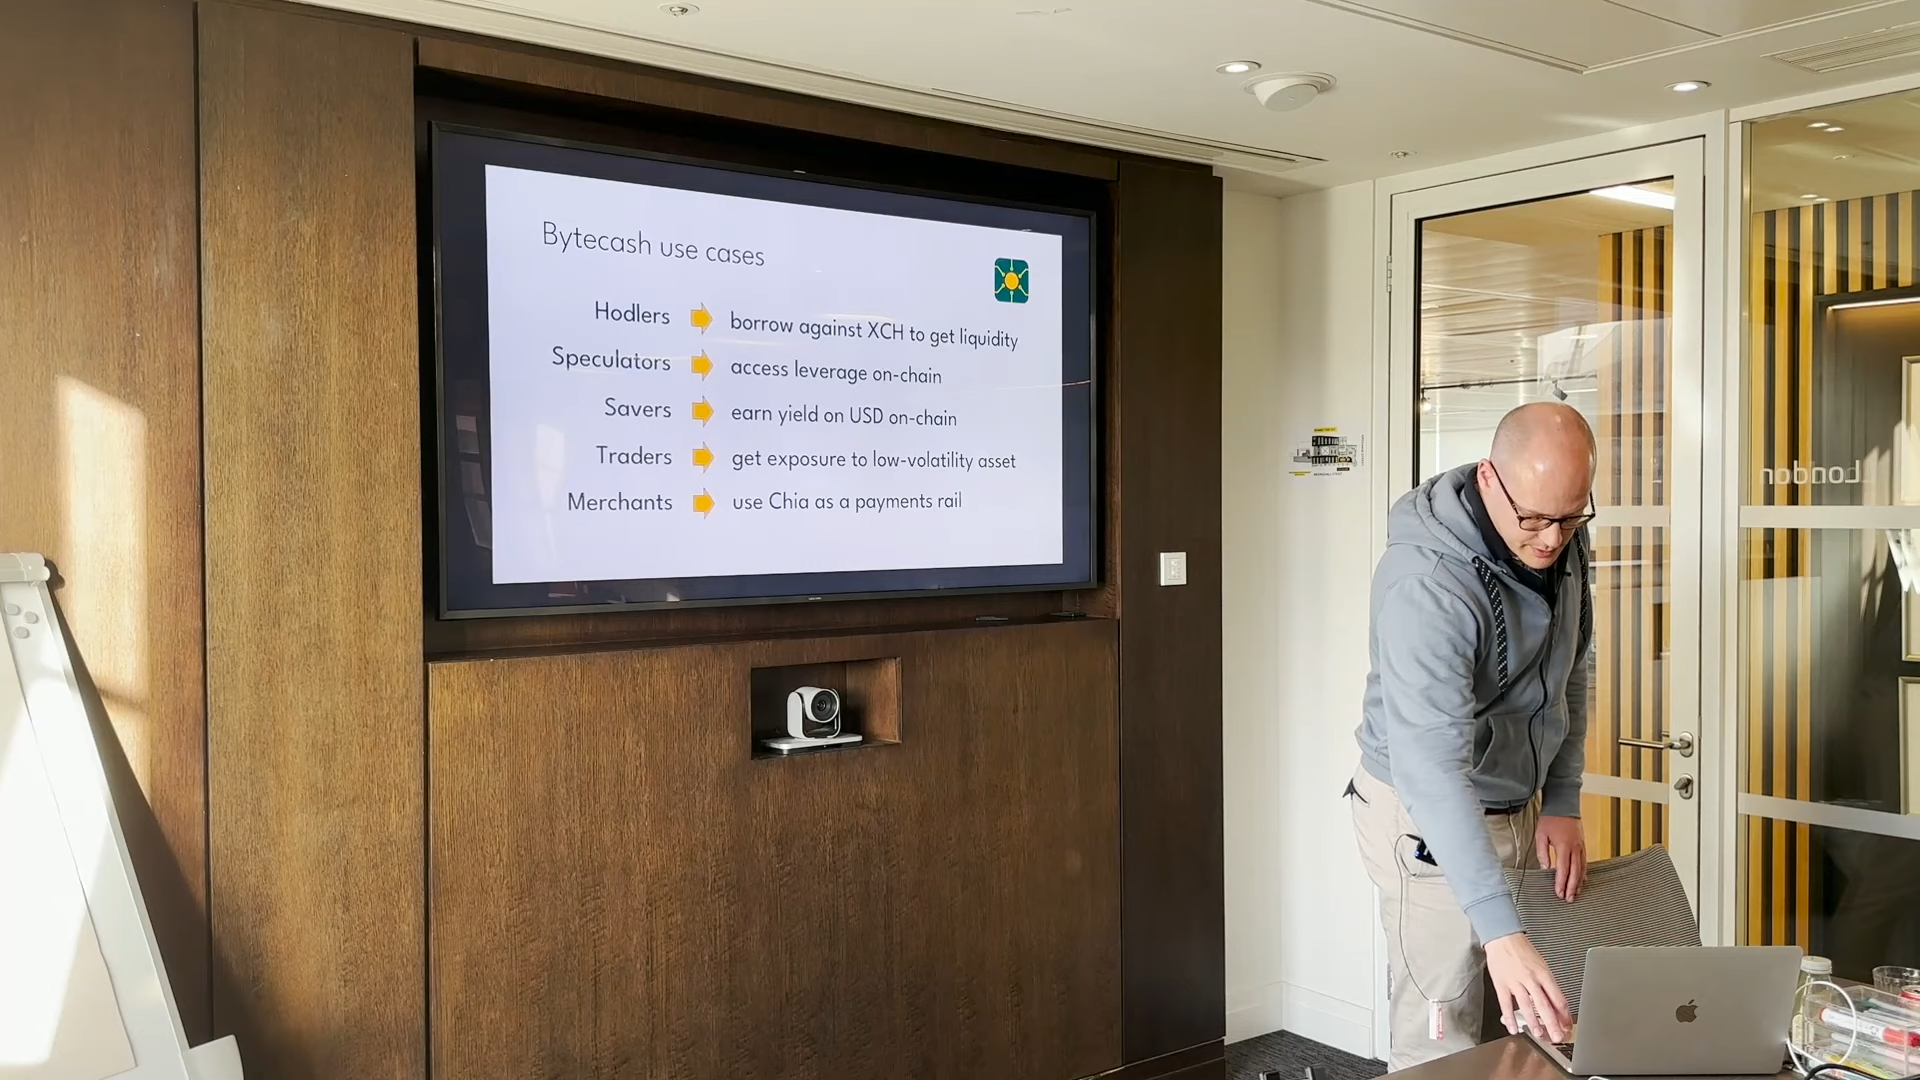 Bytecash use cases
Hodlers borrow against XCH to get liquidity
Speculators access leverage on-chain
Savers earn yield on USD on-chain
Traders get exposure to low-volatility asset
Merchants use Chia as a payments rail
London